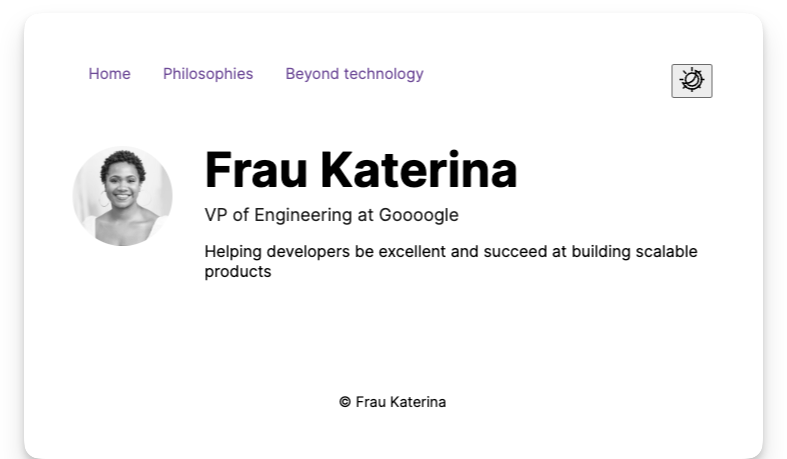 Home Philosophies Beyond technology
Frau Katerina
VP of Engineering at Goooogle
Helping developers be excellent and succeed at building scalable
products
© Frau Katerina